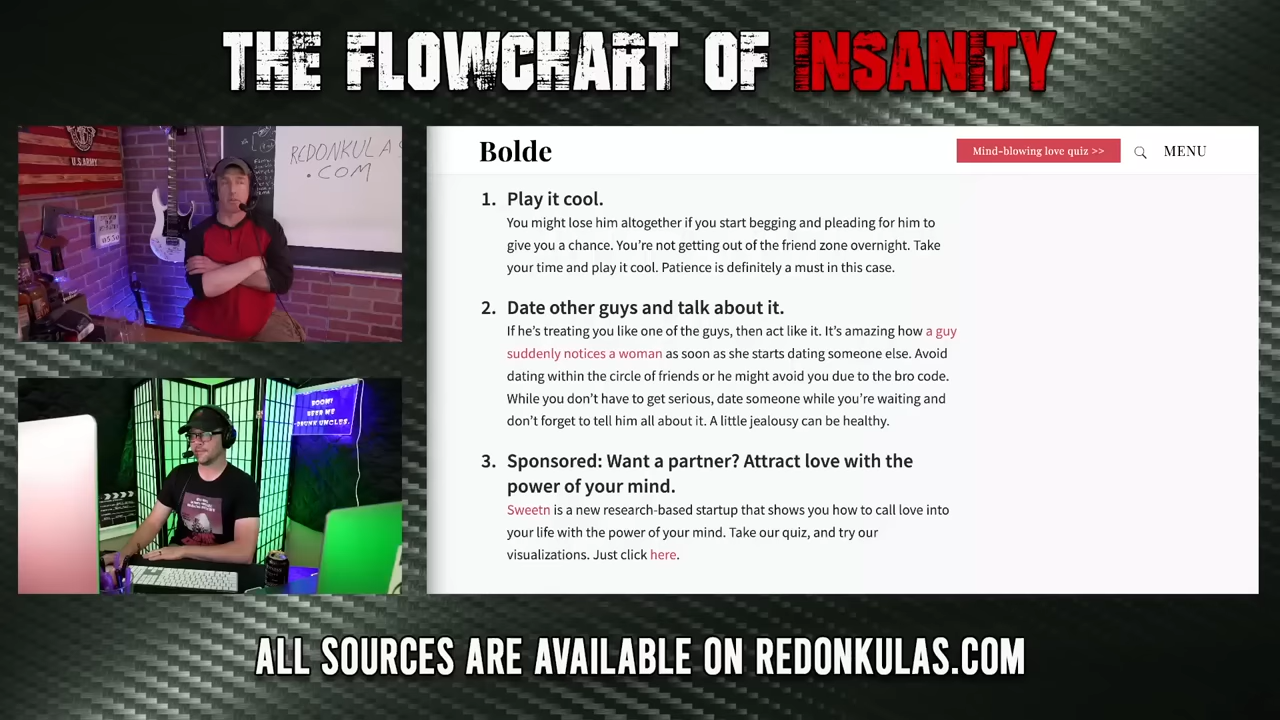 THE FLOWCHART OF INSANITY
U.S. ARMY
REDONKULAS
.COM
BOOM!
BEER ME
-DRUNK UNCLES.
Bolde
Mind-blowing love quiz >>
MENU
1. Play it cool.
You might lose him altogether if you start begging and pleading for him to
give you a chance. You’re not getting out of the friend zone overnight. Take
your time and play it cool. Patience is definitely a must in this case.
2. Date other guys and talk about it.
If he’s treating you like one of the guys, then act like it. It’s amazing how a guy
suddenly notices a woman as soon as she starts dating someone else. Avoid
dating within the circle of friends or he might avoid you due to the bro code.
While you don’t have to get serious, date someone while you’re waiting and
don’t forget to tell him all about it. A little jealousy can be healthy.
3. Sponsored: Want a partner? Attract love with the
power of your mind.
Sweetn is a new research-based startup that shows you how to call love into
your life with the power of your mind. Take our quiz, and try our
visualizations. Just click here.
ALL SOURCES ARE AVAILABLE ON REDONKULAS.COM